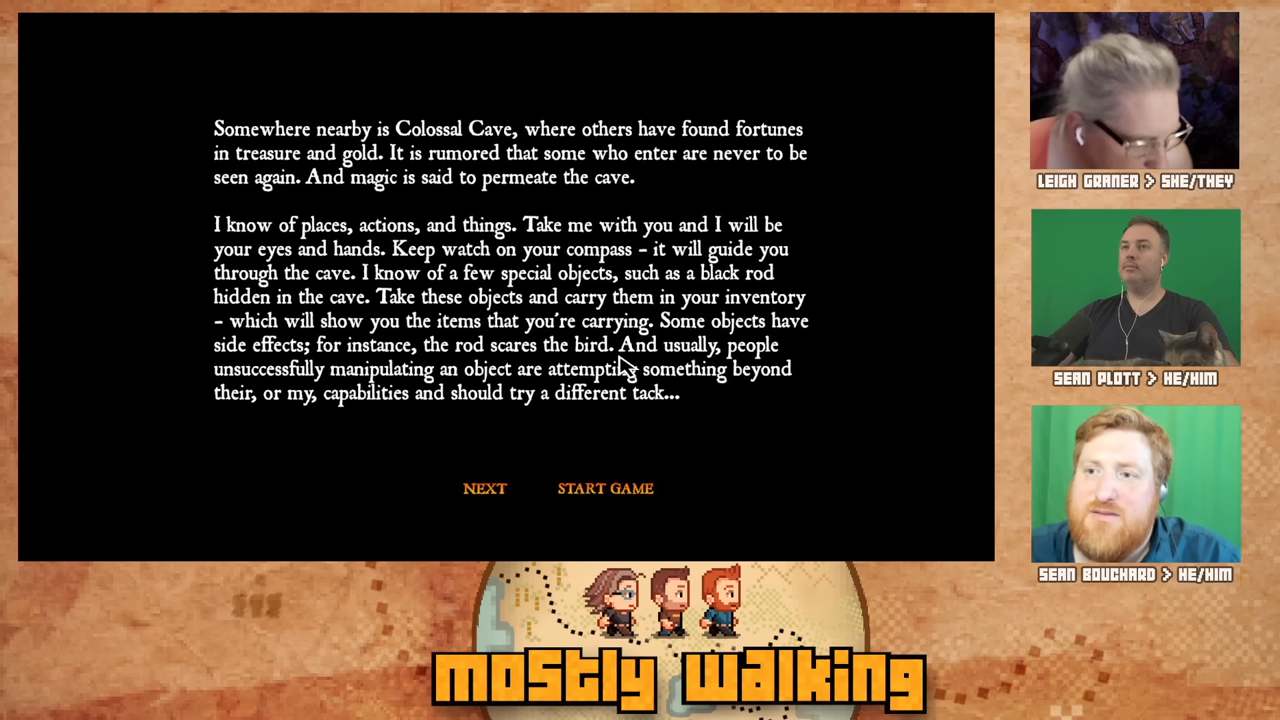 Somewhere nearby is Colossal Cave, where others have found fortunes
in treasure and gold. It is rumored that some who enter are never to be
seen again. And magic is said to permeate the cave.
I know of places, actions, and things. Take me with you and I will be
your eyes and hands. Keep watch on your compass - it will guide you
through the cave. I know of a few special objects, such as a black rod
hidden in the cave. Take these objects and carry them in your inventory
- which will show you the items that you're carrying. Some objects have
side effects; for instance, the rod scares the bird. And usually, people
unsuccessfully manipulating an object are attempting something beyond
their, or my, capabilities and should try a different tack...
NEXT START GAME
LEIGH GRANER > SHE/THEY
SEAN PLOTT > HE/HIM
SEAN BOUCHARD > HE/HIM
mostly walking